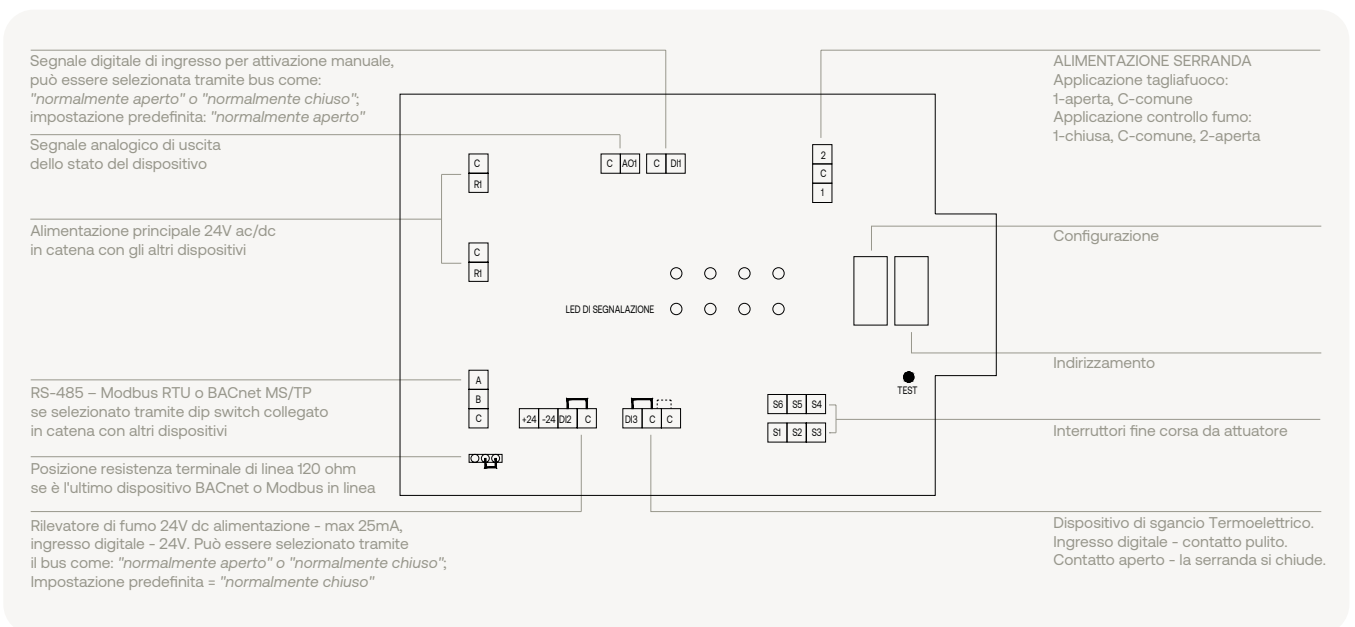 Segnale digitale di ingresso per attivazione manuale,
può essere selezionata tramite bus come:
"normalmente aperto" o "normalmente chiuso";
impostazione predefinita: "normalmente aperto"
Segnale analogico di uscita
dello stato del dispositivo
Alimentazione principale 24V ac/dc
in catena con gli altri dispositivi
RS-485 – Modbus RTU o BACnet MS/TP
se selezionato tramite dip switch collegato
in catena con altri dispositivi
Posizione resistenza terminale di linea 120 ohm
se è l'ultimo dispositivo BACnet o Modbus in linea
Rilevatore di fumo 24V dc alimentazione - max 25mA,
ingresso digitale - 24V. Può essere selezionato tramite
il bus come: "normalmente aperto" o "normalmente chiuso";
Impostazione predefinita = "normalmente chiuso"
C
R1
C
R1
A
B
C
C AO1
C DI1
2
C
1
LED DI SEGNALAZIONE
+24 -24 DI2 C
DI3 C C
S6 S5 S4
S1 S2 S3
TEST
ALIMENTAZIONE SERRANDA
Applicazione tagliafuoco:
1-aperta, C-comune
Applicazione controllo fumo:
1-chiusa, C-comune, 2-aperta
Configurazione
Indirizzamento
Interruttori fine corsa da attuatore
Dispositivo di sgancio Termoelettrico.
Ingresso digitale - contatto pulito.
Contatto aperto - la serranda si chiude.